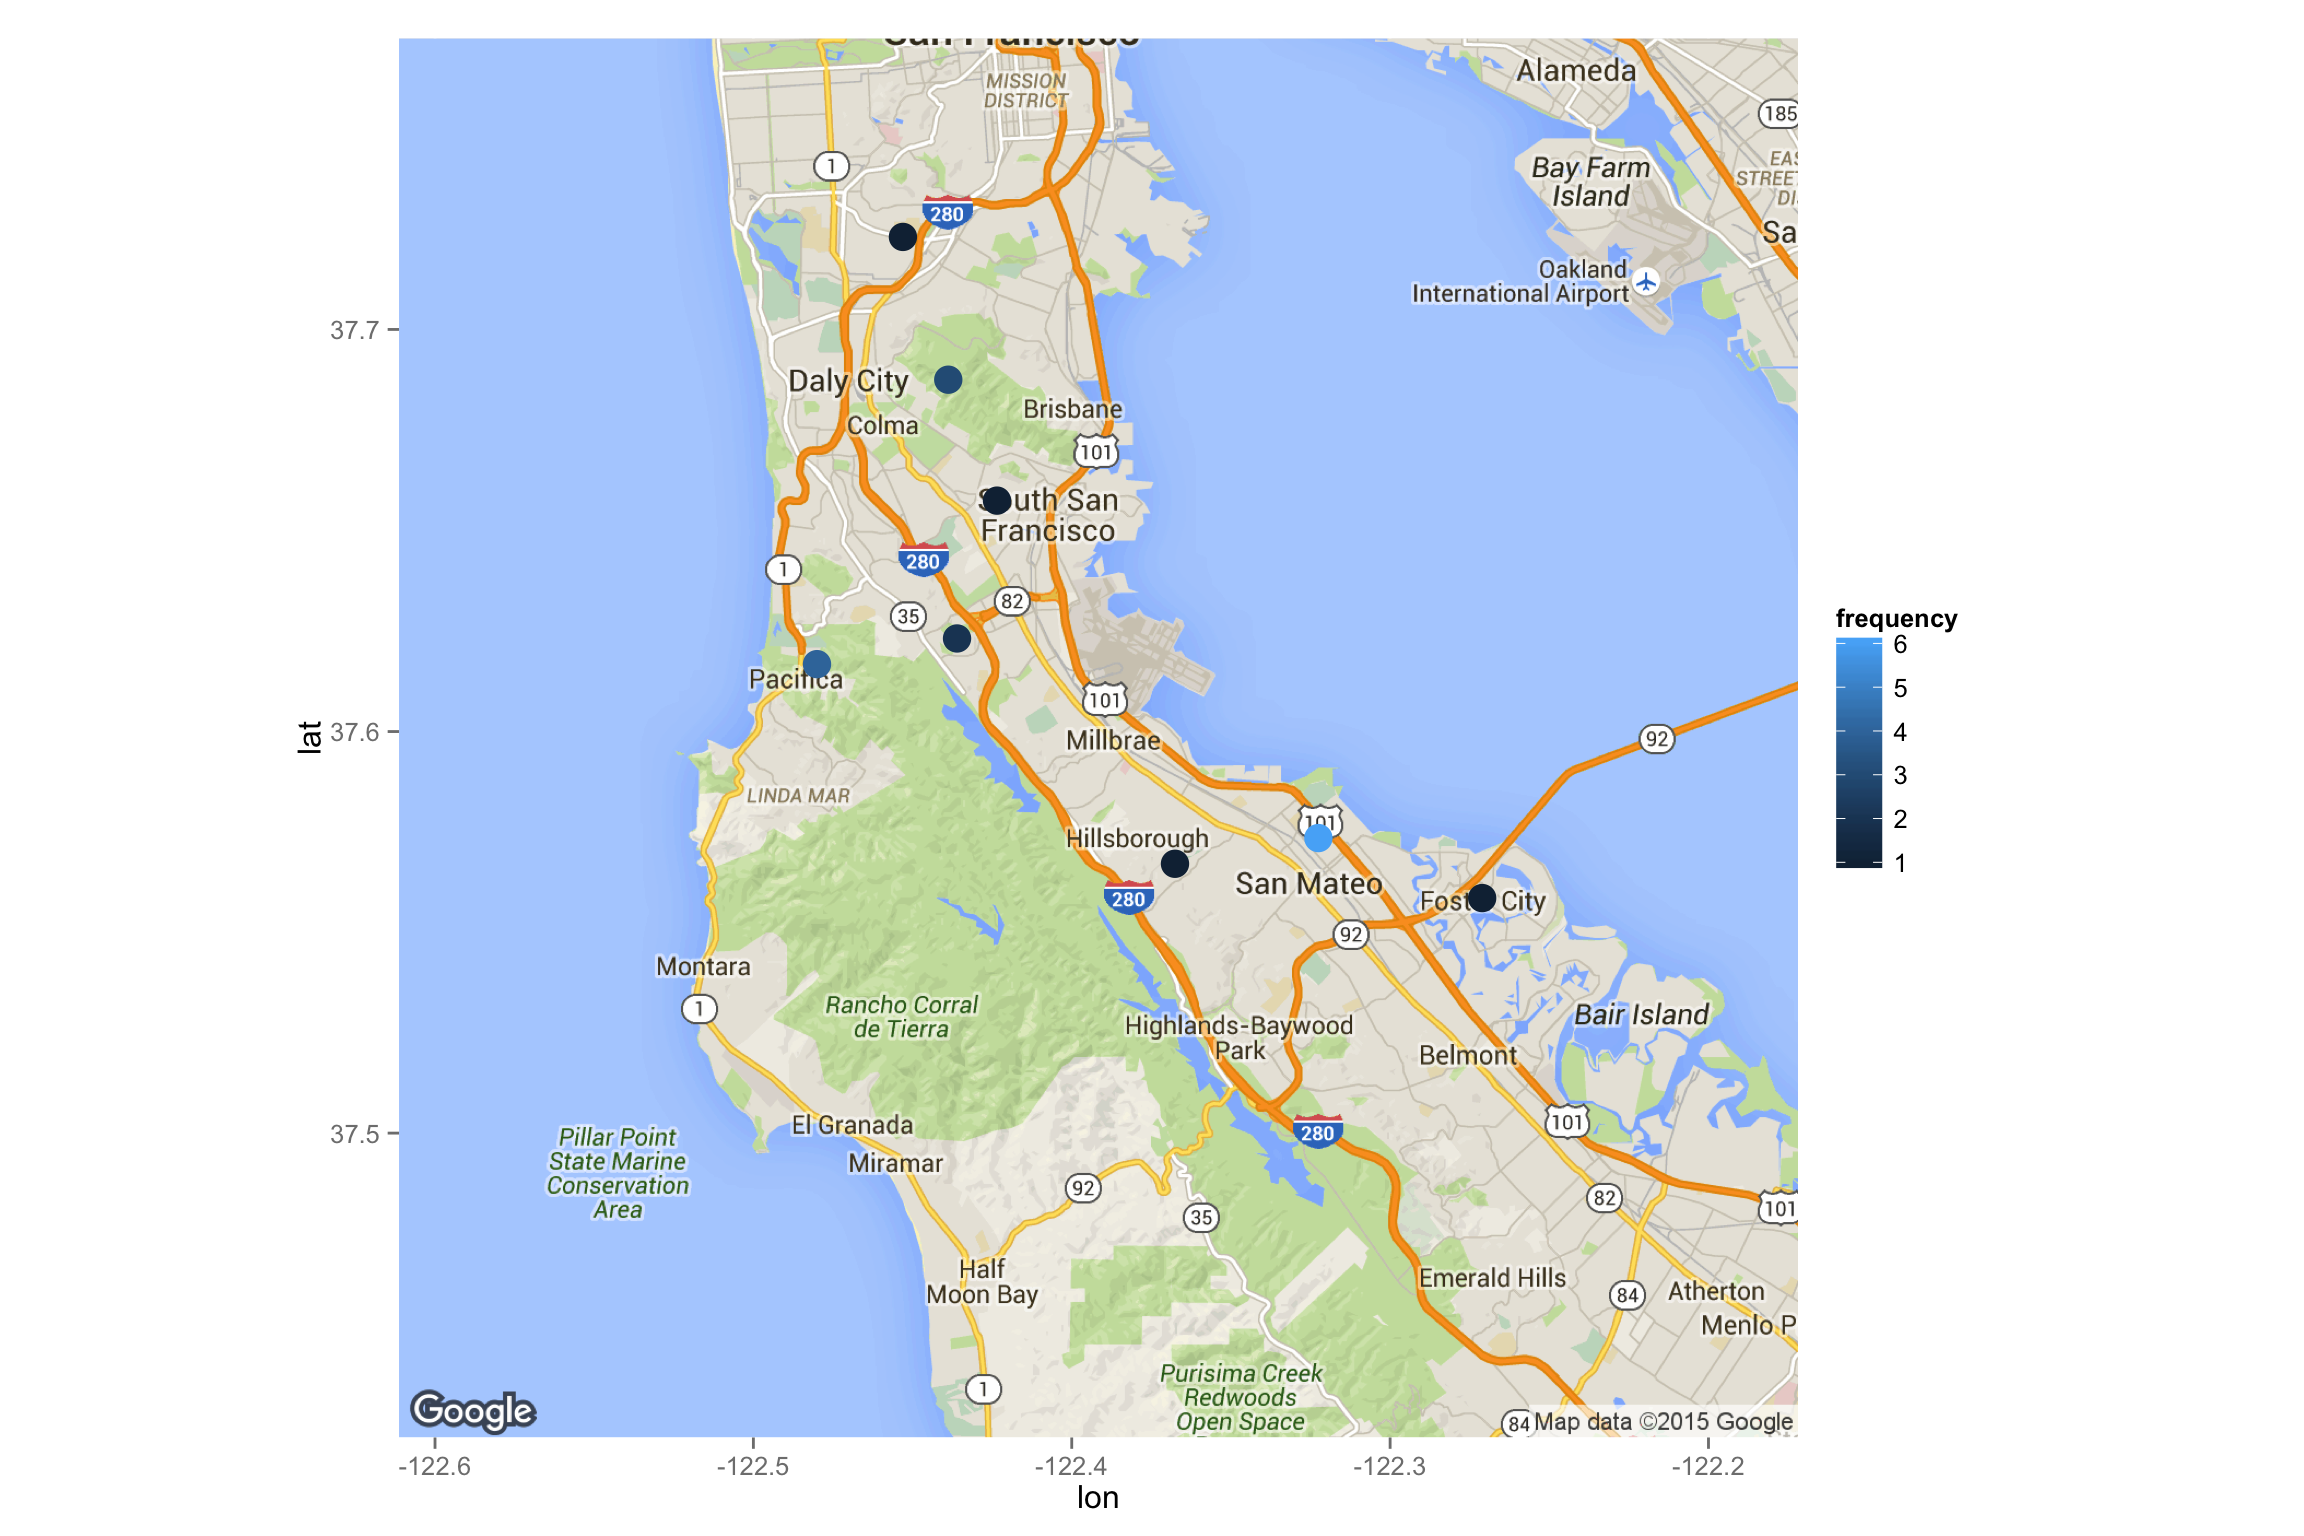 San Francisco
MISSION
DISTRICT
Alameda
185
1
Bay Farm
Island
EAS
STREET
DI
280
Sa
Oakland
International Airport
37.7
Daly City
Brisbane
Colma
101
South San
Francisco
280
1
82
35
frequency
6
5
4
3
2
1
Pacifica
101
lat
37.6
Millbrae
92
LINDA MAR
101
Hillsborough
San Mateo
280
Foster City
92
Montara
1
Rancho Corral
de Tierra
Bair Island
Highlands-Baywood
Park
Belmont
37.5
El Granada
101
280
Pillar Point
State Marine
Conservation
Area
Miramar
92
82
35
101
Half
Moon Bay
Emerald Hills
84
Atherton
Menlo P
Purisima Creek
Redwoods
Open Space
1
Google
84
Map data ©2015 Google
-122.6
-122.5
-122.4
-122.3
-122.2
lon